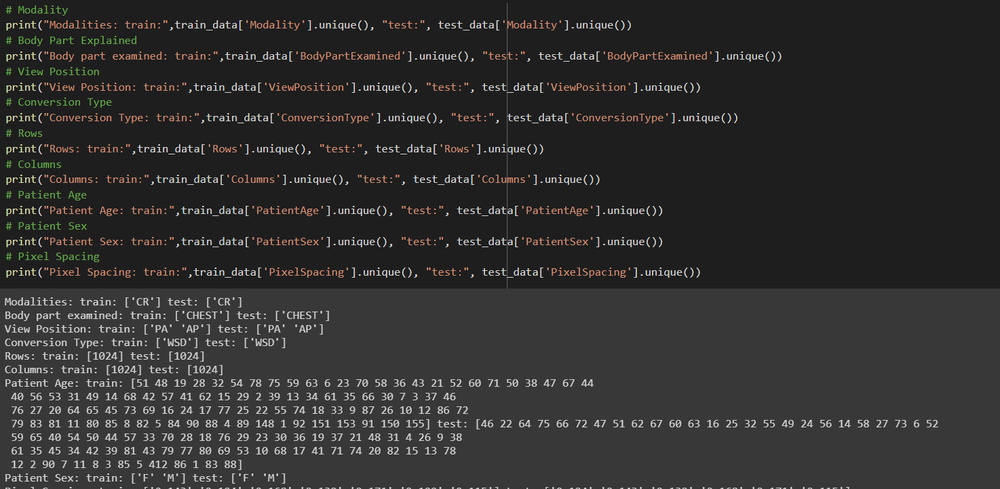 # Modality
print("Modalities: train:",train_data['Modality'].unique(), "test:", test_data['Modality'].unique())
# Body Part Explained
print("Body part examined: train:",train_data['BodyPartExamined'].unique(), "test:", test_data['BodyPartExamined'].unique())
# View Position
print("View Position: train:",train_data['ViewPosition'].unique(), "test:", test_data['ViewPosition'].unique())
# Conversion Type
print("Conversion Type: train:",train_data['ConversionType'].unique(), "test:", test_data['ConversionType'].unique())
# Rows
print("Rows: train:",train_data['Rows'].unique(), "test:", test_data['Rows'].unique())
# Columns
print("Columns: train:",train_data['Columns'].unique(), "test:", test_data['Columns'].unique())
# Patient Age
print("Patient Age: train:",train_data['PatientAge'].unique(), "test:", test_data['PatientAge'].unique())
# Patient Sex
print("Patient Sex: train:",train_data['PatientSex'].unique(), "test:", test_data['PatientSex'].unique())
# Pixel Spacing
print("Pixel Spacing: train:",train_data['PixelSpacing'].unique(), "test:", test_data['PixelSpacing'].unique())
Modalities: train: ['CR'] test: ['CR']
Body part examined: train: ['CHEST'] test: ['CHEST']
View Position: train: ['PA' 'AP'] test: ['PA' 'AP']
Conversion Type: train: ['WSD'] test: ['WSD']
Rows: train: [1024] test: [1024]
Columns: train: [1024] test: [1024]
Patient Age: train: [51 48 19 28 32 54 78 75 59 63 6 23 70 58 36 43 21 52 60 71 50 38 47 67 44
40 56 53 31 49 14 68 42 57 41 62 15 29 2 39 13 34 61 35 66 30 7 3 37 46
76 27 20 64 65 45 73 69 16 24 17 77 25 22 55 74 18 33 9 87 26 10 12 86 72
79 83 81 11 80 85 8 82 5 84 90 88 4 89 148 1 92 151 153 91 150 155] test: [46 22 64 75 66 72 47 51 62 67 60 63 16 25 32 55 49 24 56 14 58 27 73 6 52
59 65 40 54 50 44 57 33 70 28 18 76 29 23 30 36 19 37 21 48 31 4 26 9 38
61 35 45 34 42 39 81 43 79 77 80 69 53 10 68 17 41 71 74 20 82 15 13 78
12 2 90 7 11 8 3 85 5 412 86 1 83 88]
Patient Sex: train: ['F' 'M'] test: ['F' 'M']